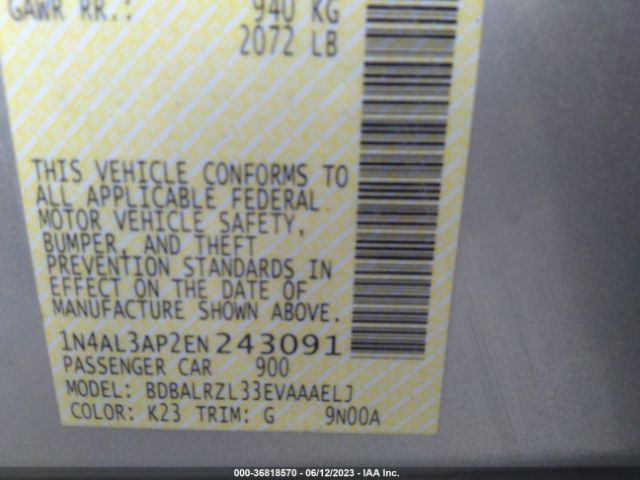 GAWR RR.: 940 KG
2072 LB
THIS VEHICLE CONFORMS TO
ALL APPLICABLE FEDERAL
MOTOR VEHICLE SAFETY,
BUMPER, AND THEFT
PREVENTION STANDARDS IN
EFFECT ON THE DATE OF
MANUFACTURE SHOWN ABOVE.
1N4AL3AP2EN243091
PASSENGER CAR 900
MODEL: BDBALRZL33EVAAAELJ
COLOR: K23 TRIM: G 9N00A
000-36818570 - 06/12/2023 - IAA Inc.